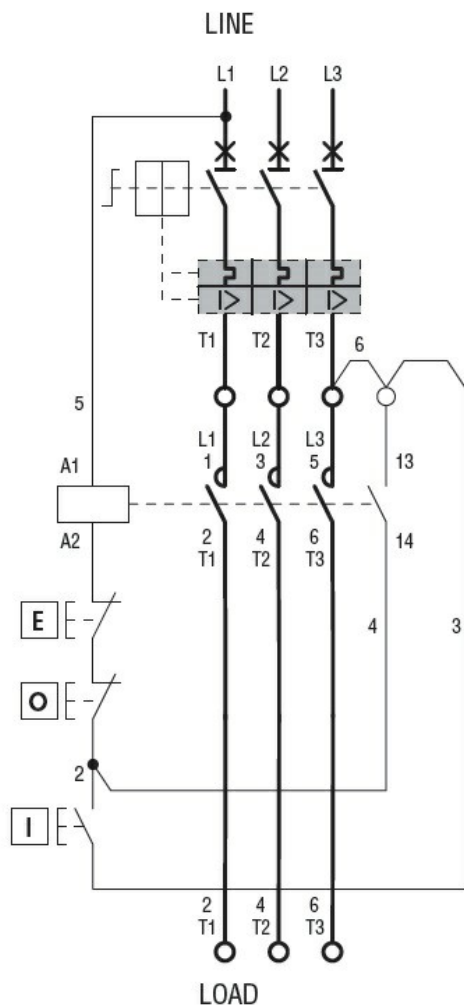 LINE
L1 L2 L3
I> I> I>
T1 T2 T3
6
5
L1 L2 L3
A1 1 3 5 13
A2 2 4 6 14
T1 T2 T3
E
4 3
O
2
I
2 4 6
T1 T2 T3
LOAD